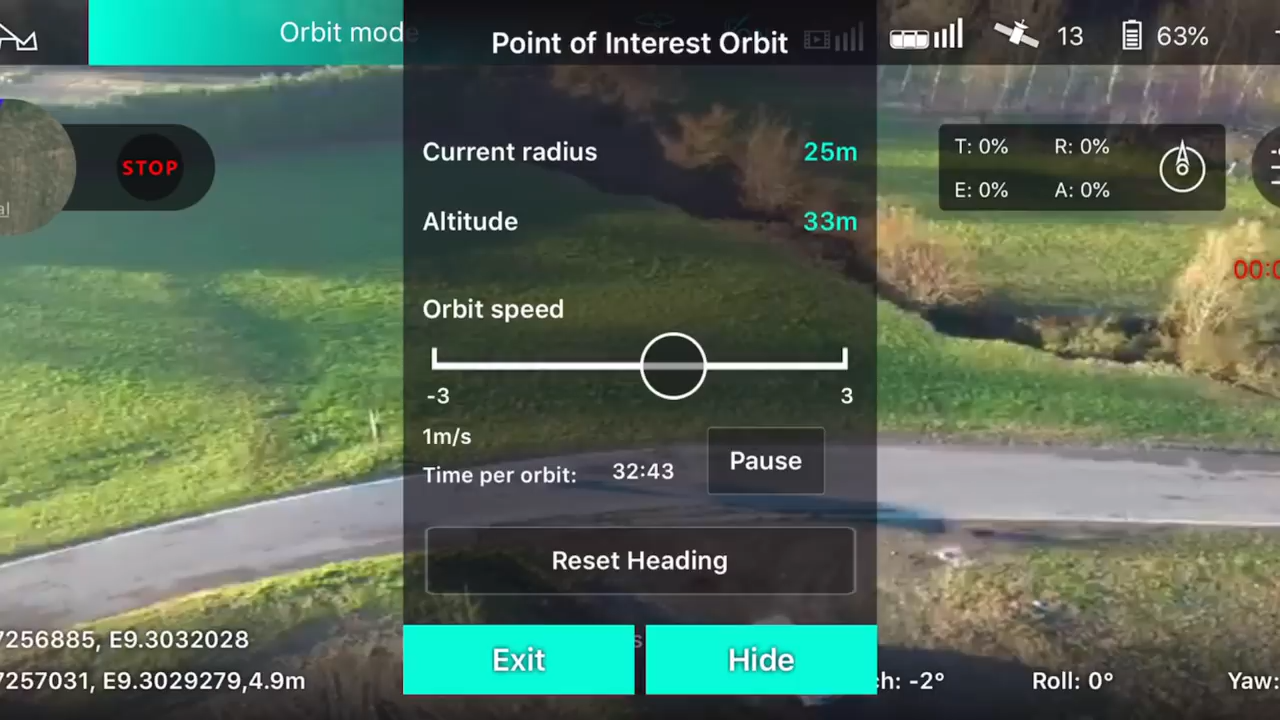 Orbit mode
Point of Interest Orbit
13
63%
STOP
Current radius
25m
T: 0%
R: 0%
E: 0%
A: 0%
Altitude
33m
Orbit speed
-3
3
1m/s
Time per orbit:
32:43
Pause
Reset Heading
7256885, E9.3032028
7257031, E9.3029279,4.9m
Exit
Hide
ch: -2°
Roll: 0°
Yaw: